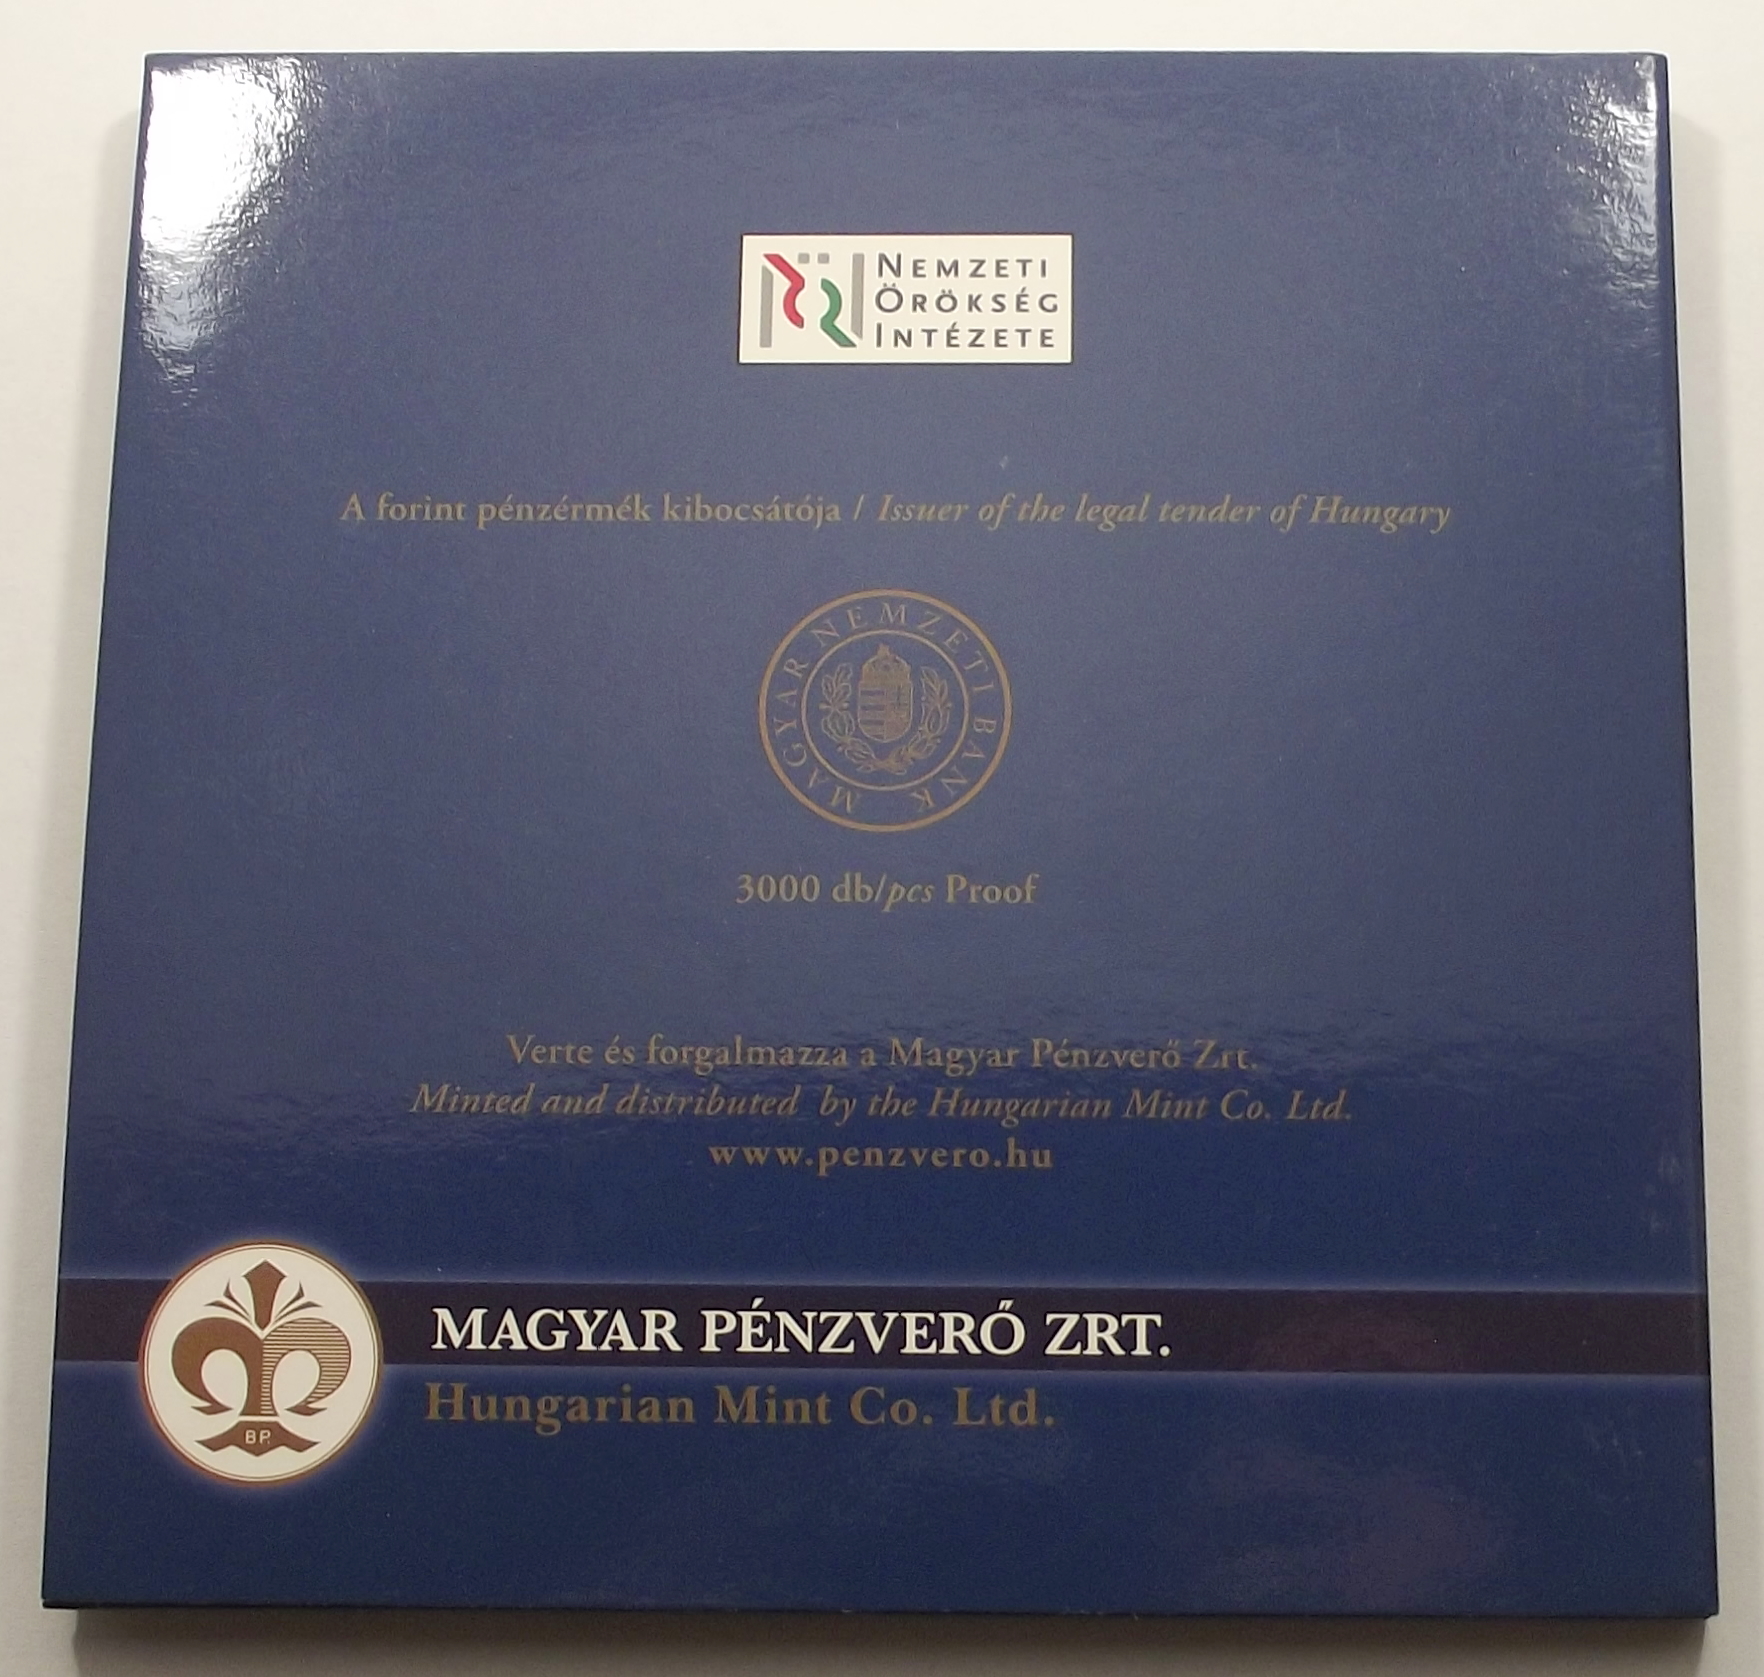 NEMZETI
ÖRÖKSÉG
INTÉZETE
A forint pénzérmék kibocsátója / Issuer of the legal tender of Hungary
MAGYAR NEMZETI BANK
3000 db/pcs Proof
Verte és forgalmazza a Magyar Pénzverő Zrt.
Minted and distributed by the Hungarian Mint Co. Ltd.
www.penzvero.hu
MAGYAR PÉNZVERŐ ZRT.
Hungarian Mint Co. Ltd.
BP.